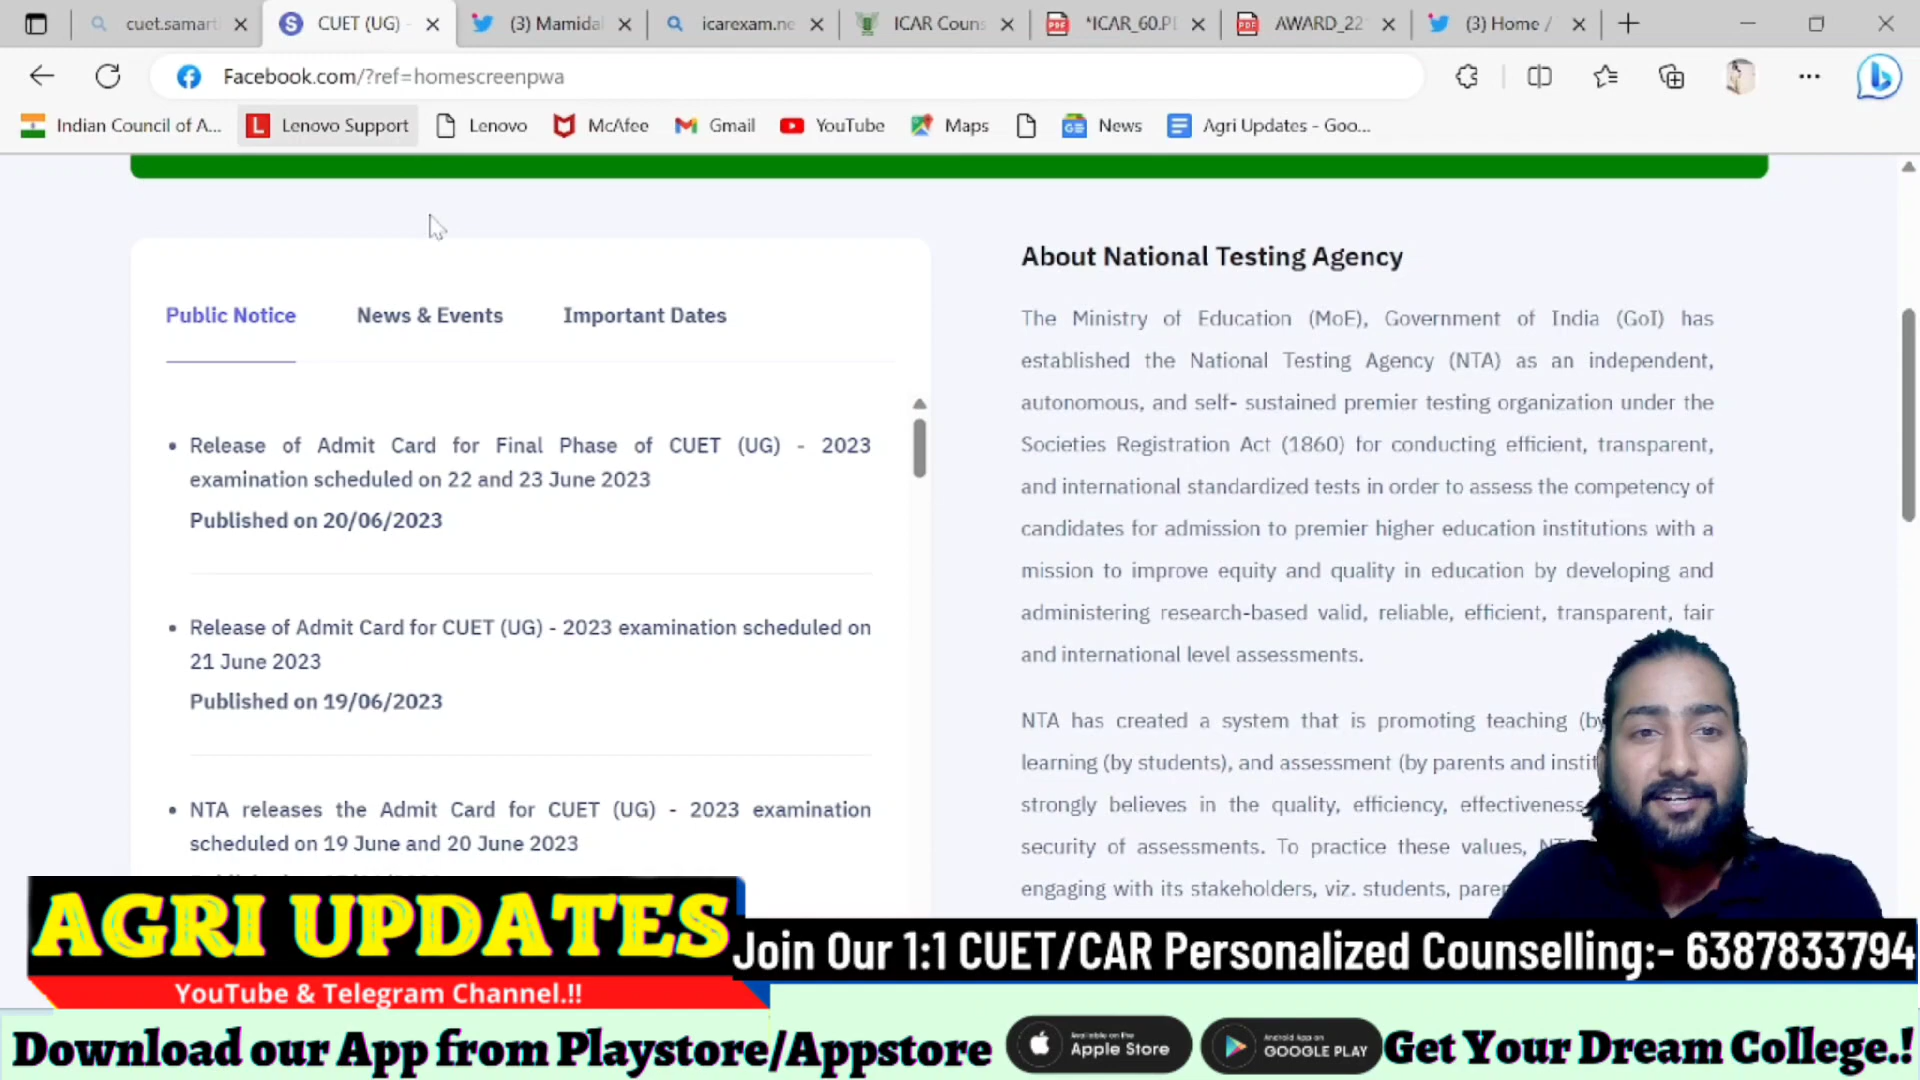 cuet.samart
CUET (UG) -
(3) Mamidal
icarexam.ne
ICAR Couns
*ICAR_60.PD
AWARD_22
(3) Home /
Facebook.com/?ref=homescreenpwa
Indian Council of A...
Lenovo Support
Lenovo
McAfee
Gmail
YouTube
Maps
News
Agri Updates - Goo...
Public Notice
News & Events
Important Dates
Release of Admit Card for Final Phase of CUET (UG) - 2023
examination scheduled on 22 and 23 June 2023
Published on 20/06/2023
Release of Admit Card for CUET (UG) - 2023 examination scheduled on
21 June 2023
Published on 19/06/2023
NTA releases the Admit Card for CUET (UG) - 2023 examination
scheduled on 19 June and 20 June 2023
About National Testing Agency
The Ministry of Education (MoE), Government of India (GoI) has
established the National Testing Agency (NTA) as an independent,
autonomous, and self- sustained premier testing organization under the
Societies Registration Act (1860) for conducting efficient, transparent,
and international standardized tests in order to assess the competency of
candidates for admission to premier higher education institutions with a
mission to improve equity and quality in education by developing and
administering research-based valid, reliable, efficient, transparent, fair
and international level assessments.
NTA has created a system that is promoting teaching (by
learning (by students), and assessment (by parents and instit
strongly believes in the quality, efficiency, effectiveness
security of assessments. To practice these values, NTA
engaging with its stakeholders, viz. students, paren
AGRI UPDATES
YouTube & Telegram Channel.!!
Join Our 1:1 CUET/CAR Personalized Counselling:- 6387833794
Download our App from Playstore/Appstore
Available on the
Apple Store
Android App on
GOOGLE PLAY
Get Your Dream College.!